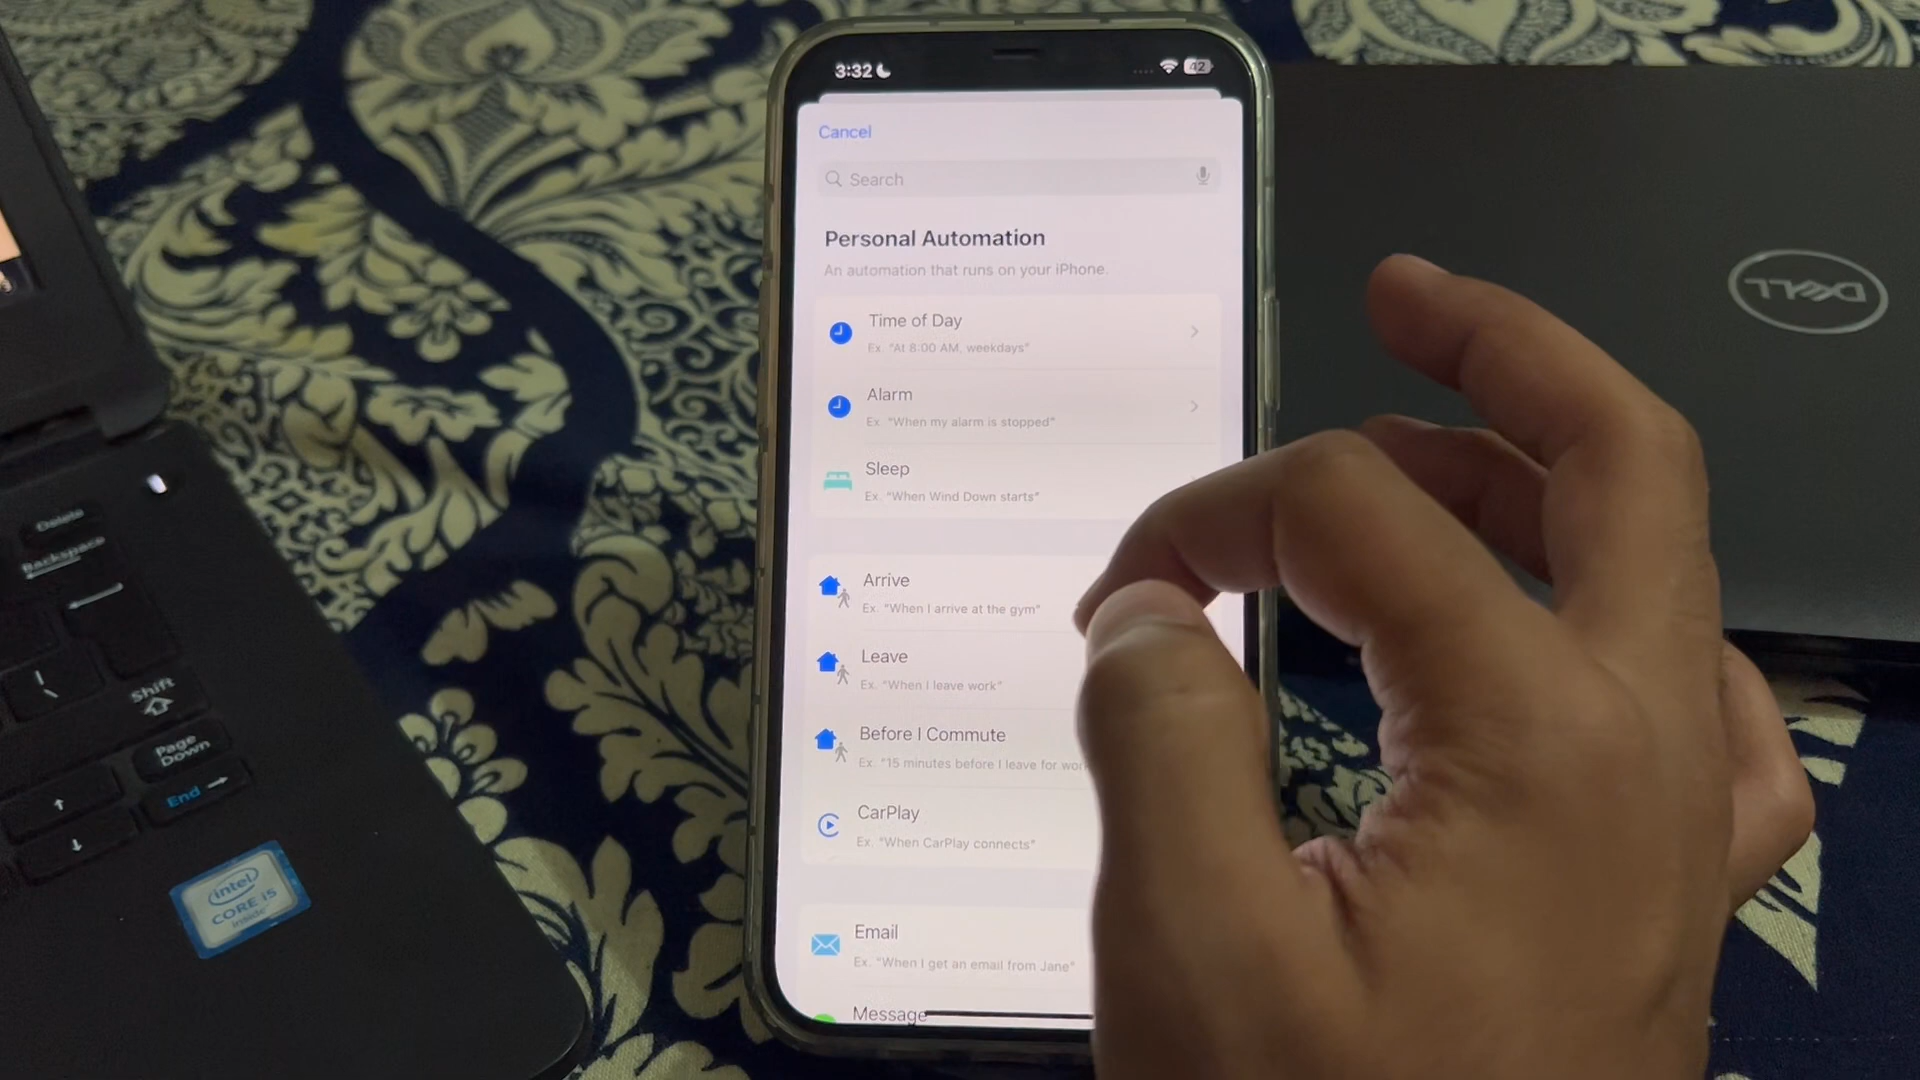 3:32
42
Cancel
Search
Personal Automation
An automation that runs on your iPhone.
Time of Day
Ex. "At 8:00 AM, weekdays"
Alarm
Ex. "When my alarm is stopped"
Sleep
Ex. "When Wind Down starts"
Arrive
Ex. "When I arrive at the gym"
Leave
Ex. "When I leave work"
Before I Commute
Ex. "15 minutes before I leave for wor
CarPlay
Ex. "When CarPlay connects"
Email
Ex. "When I get an email from Jane"
Message
DELL
Delete
Backspace
\
Shift
Page
Down
End
intel
CORE i5
inside